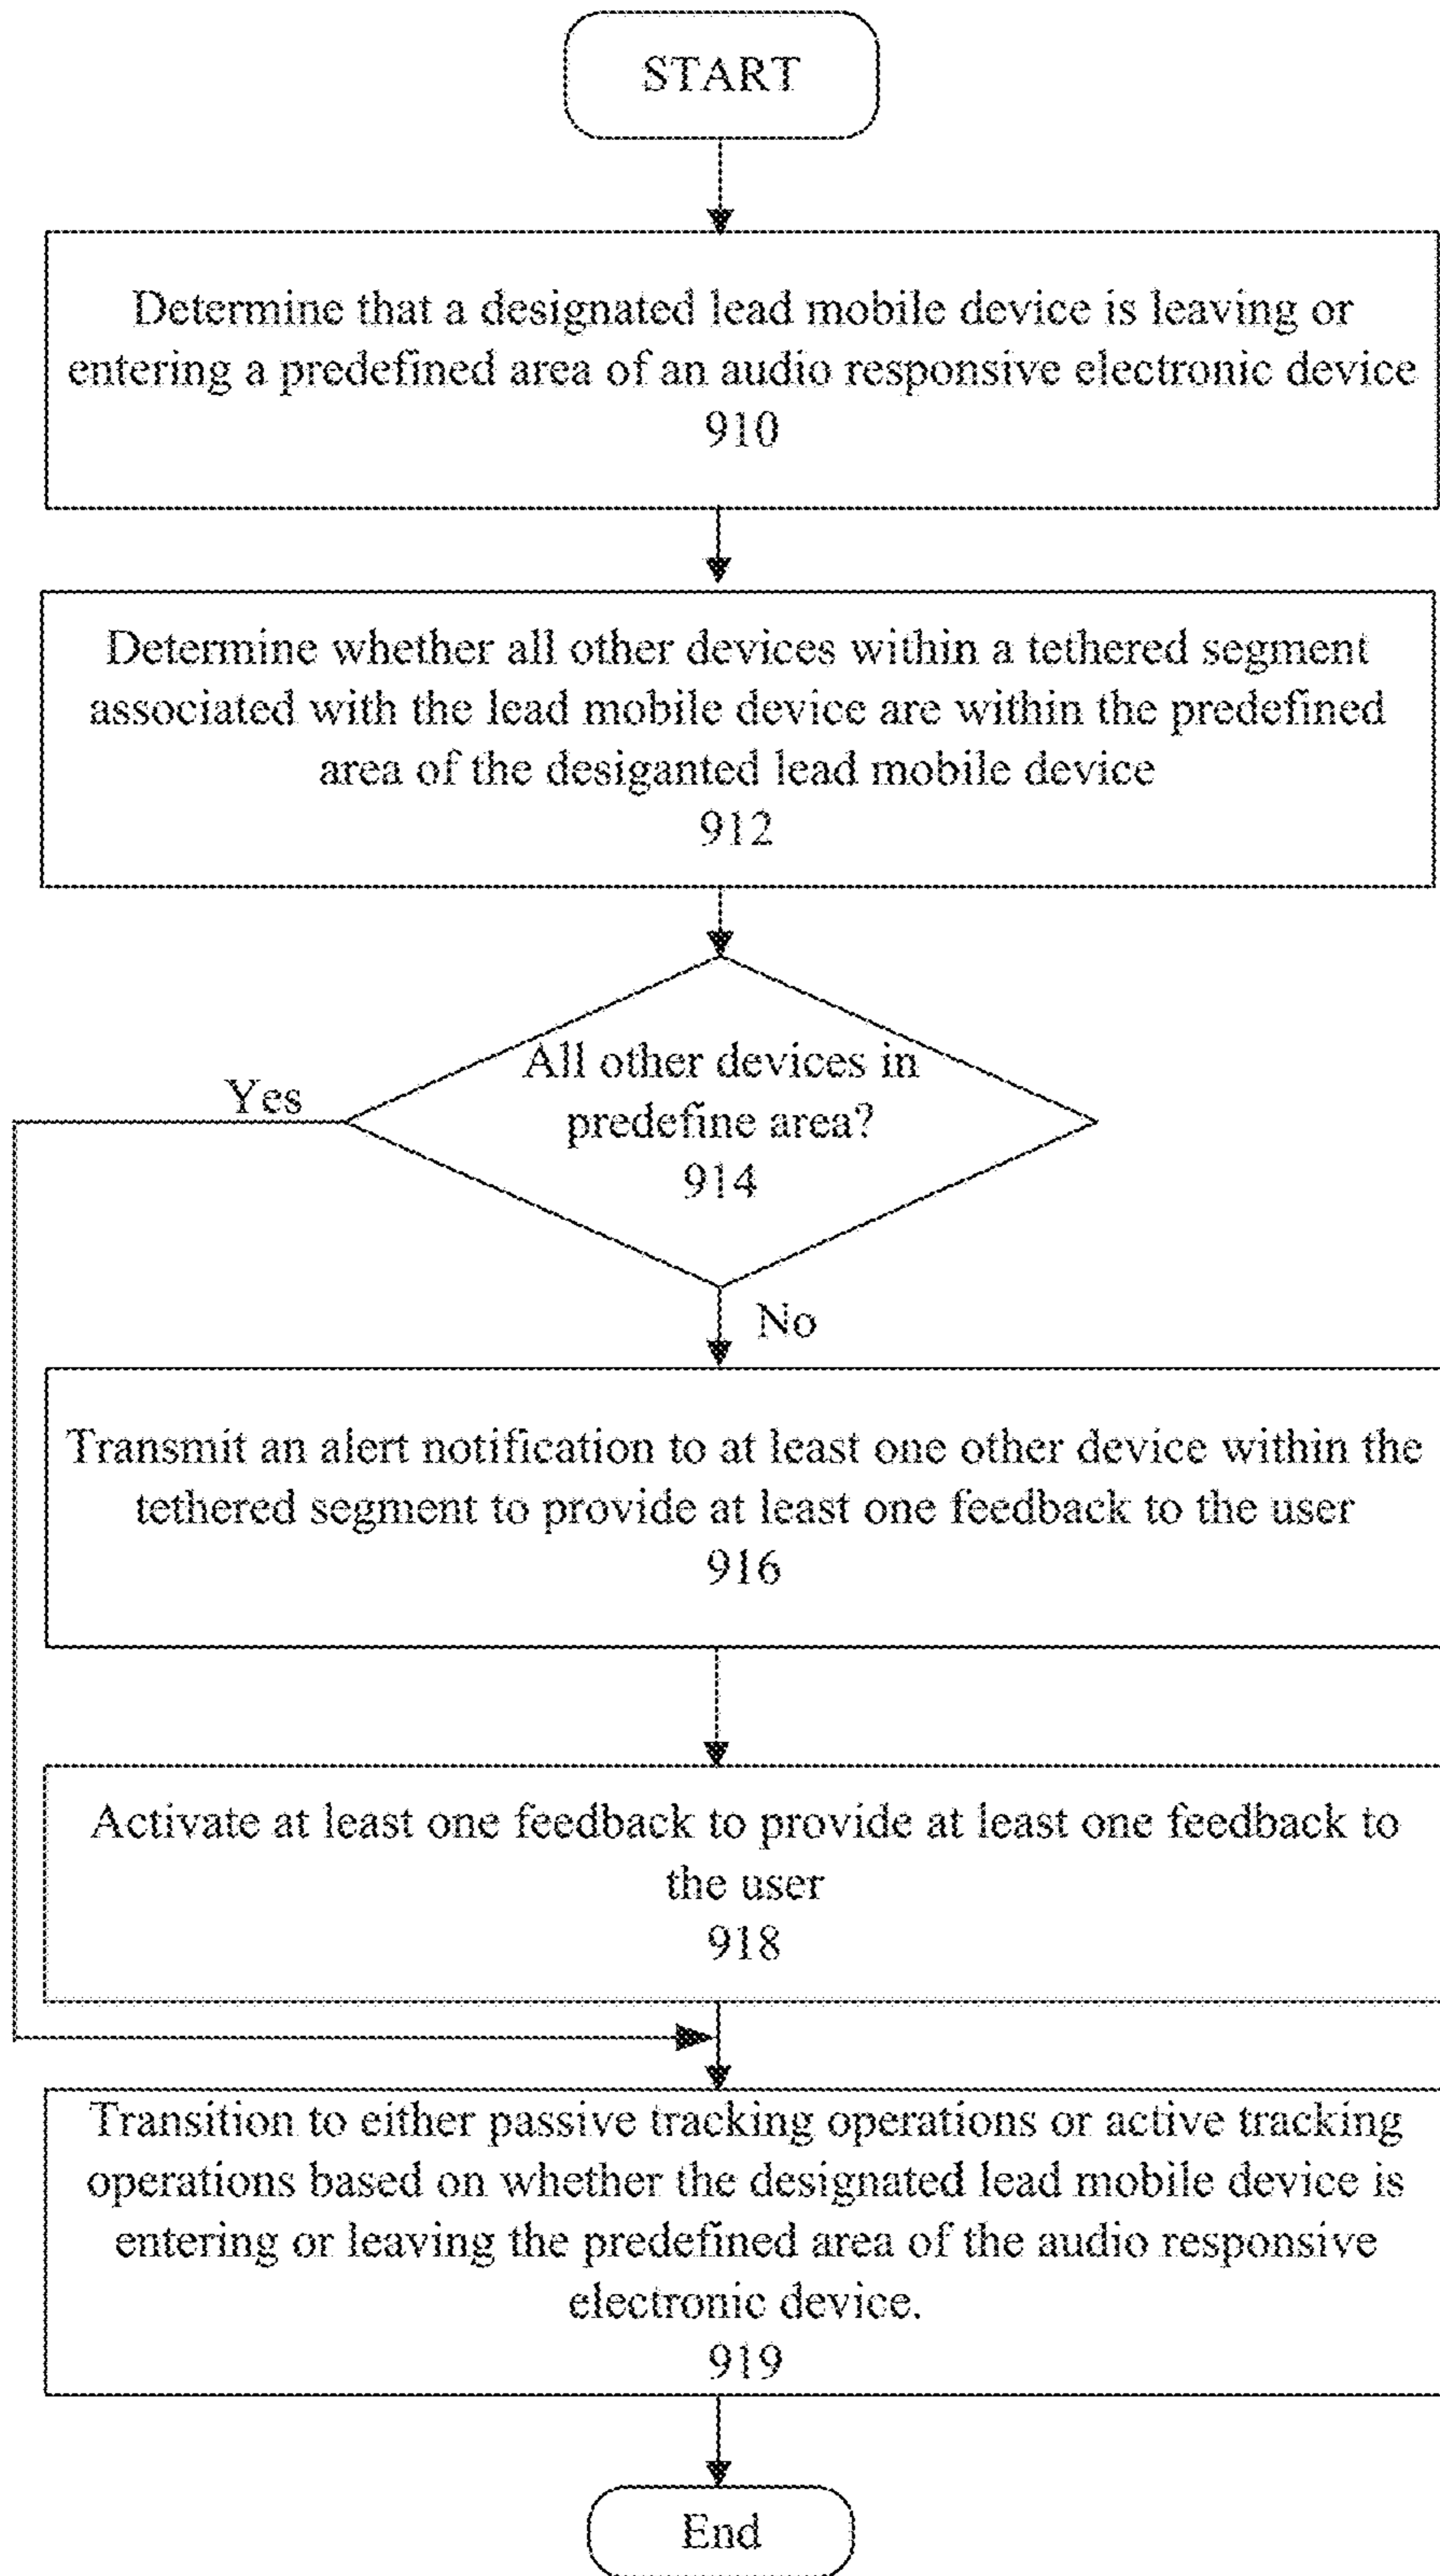 START
Determine that a designated lead mobile device is leaving or
entering a predefined area of an audio responsive electronic device
910
Determine whether all other devices within a tethered segment
associated with the lead mobile device are within the predefined
area of the desiganted lead mobile device
912
All other devices in
predefine area?
914
Yes
No
Transmit an alert notification to at least one other device within the
tethered segment to provide at least one feedback to the user
916
Activate at least one feedback to provide at least one feedback to
the user
918
Transition to either passive tracking operations or active tracking
operations based on whether the designated lead mobile device is
entering or leaving the predefined area of the audio responsive
electronic device.
919
End